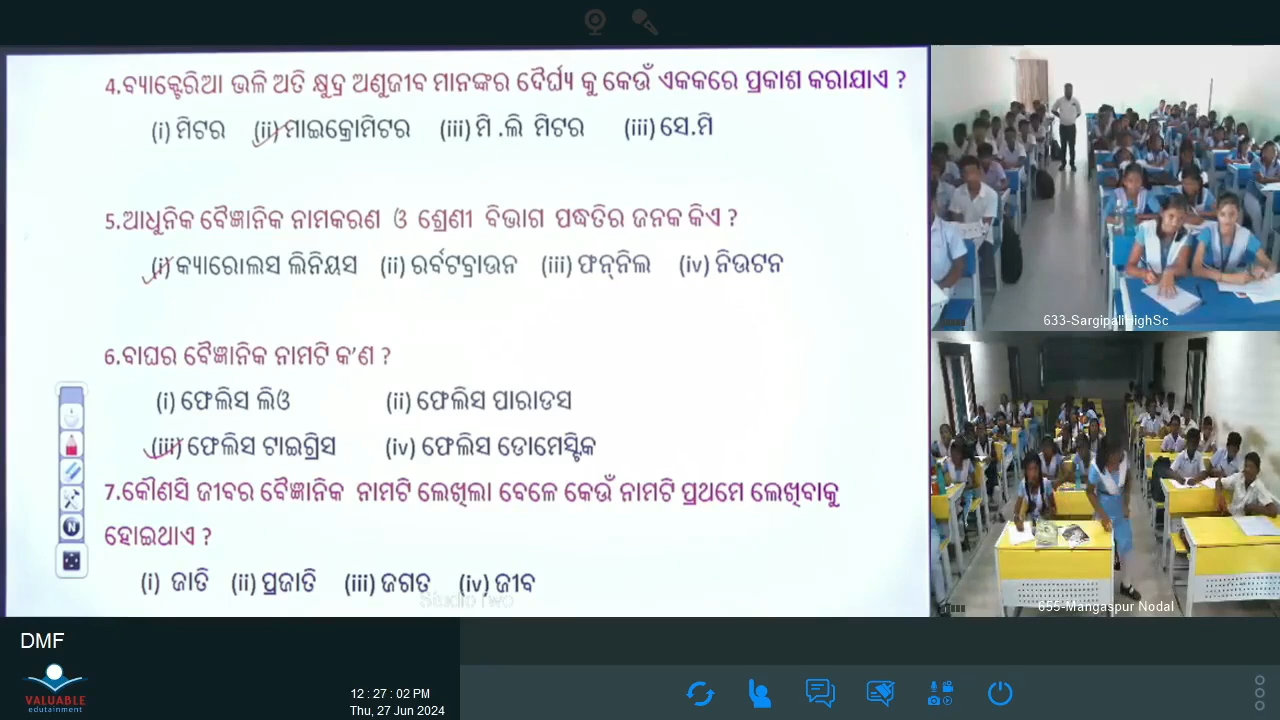 4.ବ୍ୟାକ୍ଟେରିଆ ଭଳି ଅତି କ୍ଷୁଦ୍ର ଅଣୁଜୀବ ମାନଙ୍କର ଦୈର୍ଘ୍ୟ କୁ କେଉଁ ଏକକରେ ପ୍ରକାଶ କରାଯାଏ ?
(i) ମିଟର (ii) ମାଇକ୍ରୋମିଟର (iii) ମି .ଲି ମିଟର (iii) ସେ.ମି
5.ଆଧୁନିକ ବୈଜ୍ଞାନିକ ନାମକରଣ ଓ ଶ୍ରେଣୀ ବିଭାଗ ପଦ୍ଧତିର ଜନକ କିଏ ?
(i) କ୍ୟାରୋଲସ ଲିନିୟସ (ii) ରର୍ବଟବ୍ରାଉନ (iii) ଫନ୍‌ନିଲ (iv) ନିଉଟନ
6.ବାଘର ବୈଜ୍ଞାନିକ ନାମଟି କ'ଣ ?
(i) ଫେଲିସ ଲିଓ (ii) ଫେଲିସ ପାରାଡସ
(iii) ଫେଲିସ ଟାଇଗ୍ରିସ (iv) ଫେଲିସ ଡୋମେସ୍ଟିକ
7.କୌଣସି ଜୀବର ବୈଜ୍ଞାନିକ ନାମଟି ଲେଖିଲା ବେଳେ କେଉଁ ନାମଟି ପ୍ରଥମେ ଲେଖିବାକୁ
ହୋଇଥାଏ ?
(i) ଜାତି (ii) ପ୍ରଜାତି (iii) ଜଗତ (iv) ଜୀବ
Studio Two
633-SargipaliHighSc
655-Mangaspur Nodal
N
DMF
VALUABLE
edutainment
12 : 27 : 02 PM
Thu, 27 Jun 2024